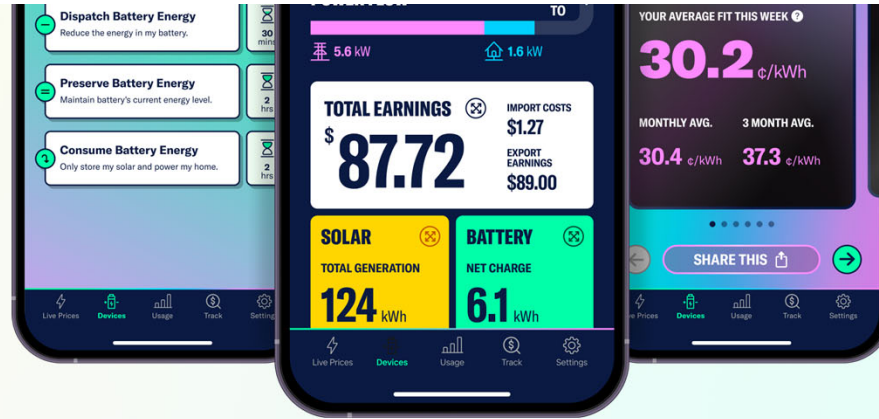 Dispatch Battery Energy
Reduce the energy in my battery.
30
mins
Preserve Battery Energy
Maintain battery's current energy level.
2
hrs
Consume Battery Energy
Only store my solar and power my home.
2
hrs
Live Prices
Devices
Usage
Track
TO
5.6 kW
1.6 kW
TOTAL EARNINGS
$87.72
IMPORT COSTS
$1.27
EXPORT
EARNINGS
$89.00
SOLAR
TOTAL GENERATION
124 kWh
BATTERY
NET CHARGE
6.1 kWh
Live Prices
Devices
Usage
Track
Settings
YOUR AVERAGE FIT THIS WEEK ?
30.2 ¢/kWh
MONTHLY AVG.
3 MONTH AVG.
30.4 ¢/kWh
37.3 ¢/kWh
SHARE THIS
Prices
Devices
Usage
Track
Settings